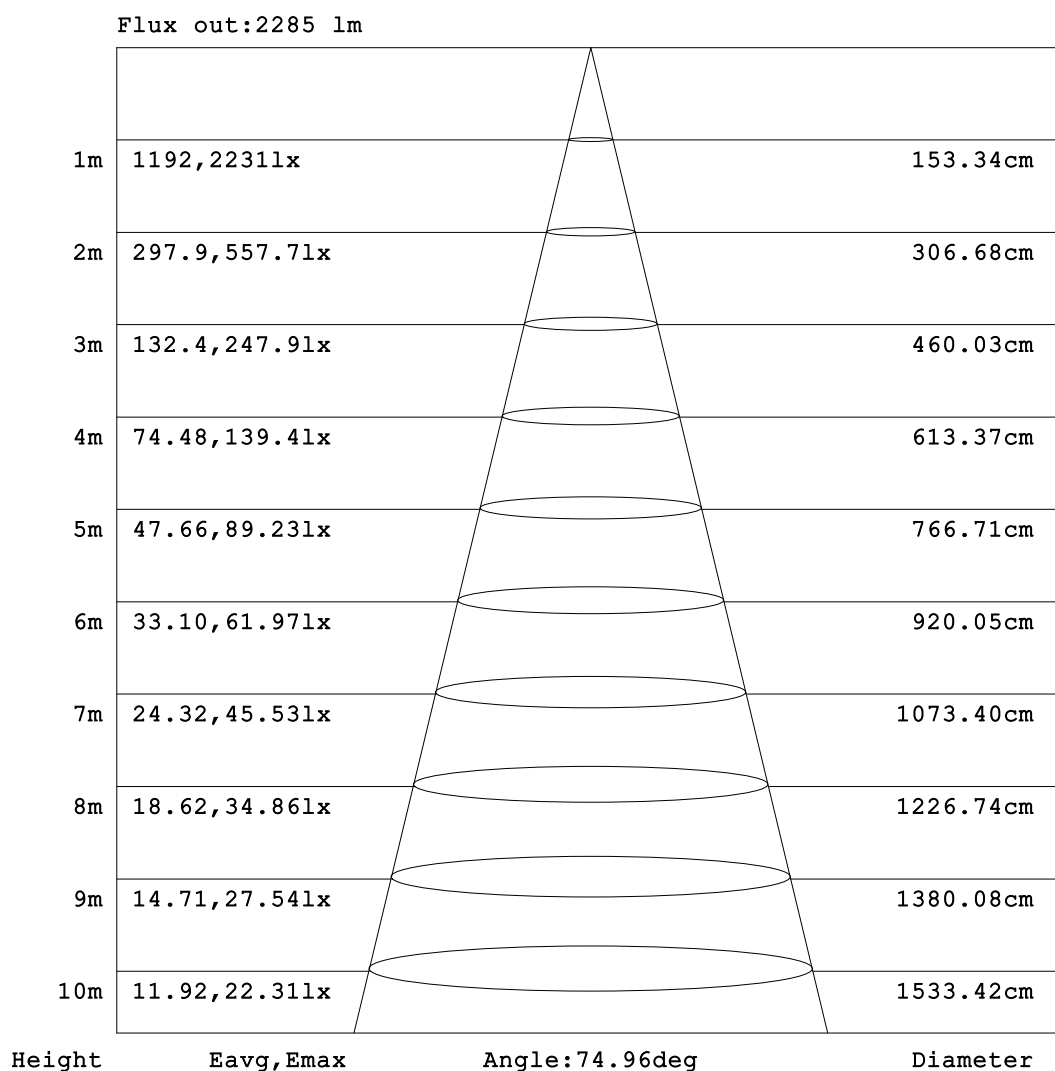 Flux out:2285 lm
1m 1192,2231lx 153.34cm
2m 297.9,557.7lx 306.68cm
3m 132.4,247.9lx 460.03cm
4m 74.48,139.4lx 613.37cm
5m 47.66,89.23lx 766.71cm
6m 33.10,61.97lx 920.05cm
7m 24.32,45.53lx 1073.40cm
8m 18.62,34.86lx 1226.74cm
9m 14.71,27.54lx 1380.08cm
10m 11.92,22.31lx 1533.42cm
Height Eavg,Emax Angle:74.96deg Diameter